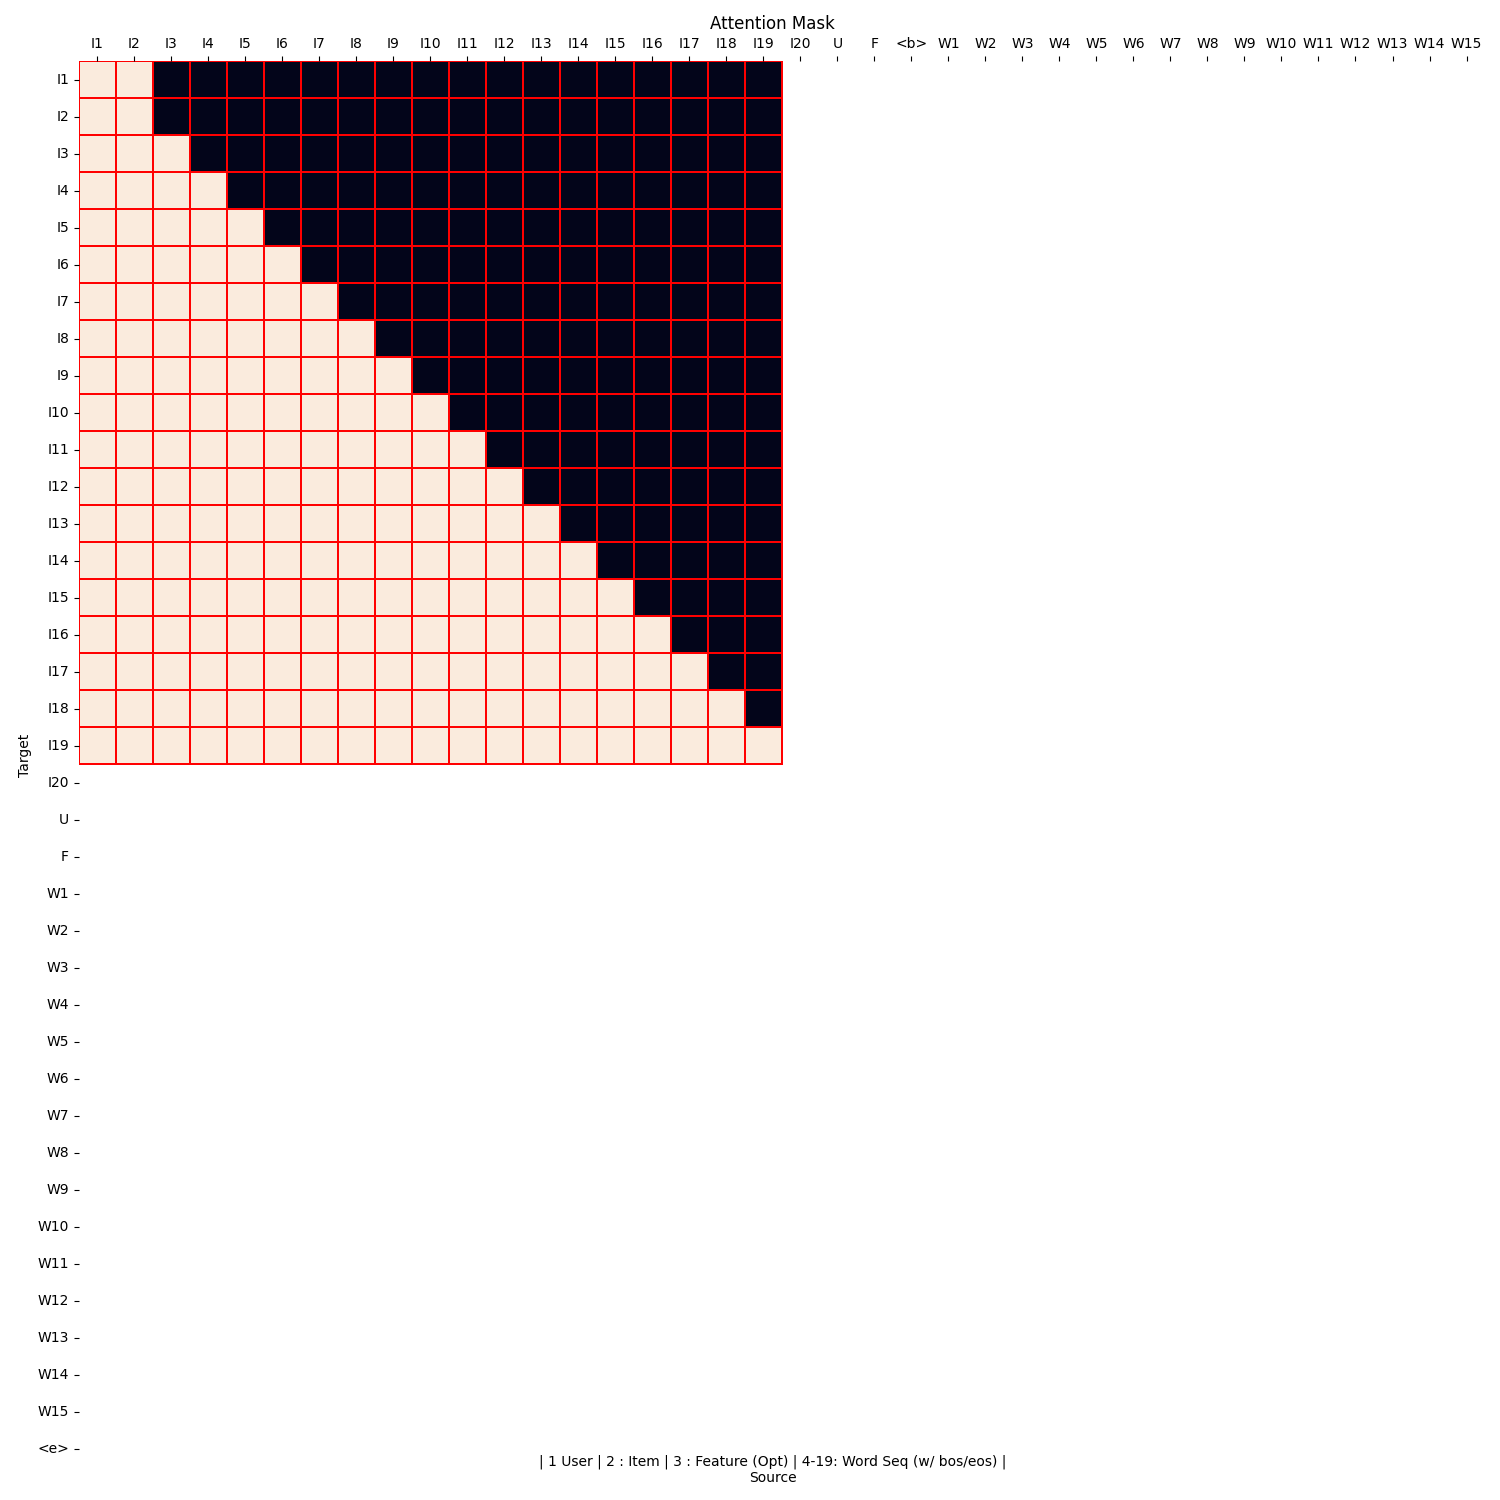 Attention Mask
I1 I2 I3 I4 I5 I6 I7 I8 I9 I10 I11 I12 I13 I14 I15 I16 I17 I18 I19 I20 U F <b> W1 W2 W3 W4 W5 W6 W7 W8 W9 W10 W11 W12 W13 W14 W15
I1
I2
I3
I4
I5
I6
I7
I8
I9
I10
I11
I12
I13
I14
I15
I16
I17
I18
I19
Target
I20
U
F
W1
W2
W3
W4
W5
W6
W7
W8
W9
W10
W11
W12
W13
W14
W15
<e>
| 1 User | 2 : Item | 3 : Feature (Opt) | 4-19: Word Seq (w/ bos/eos) |
Source